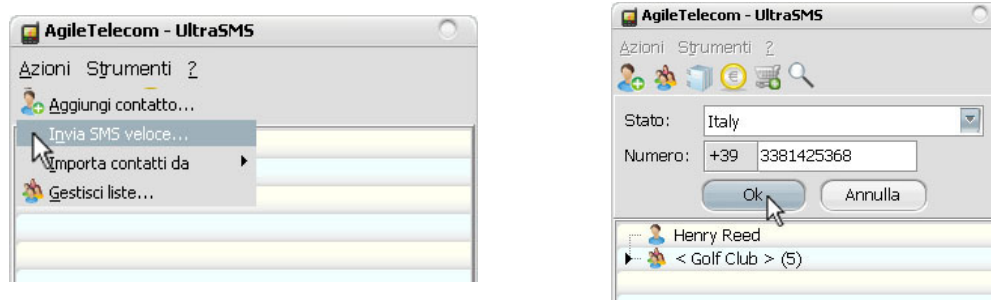 AgileTelecom - UltraSMS
Azioni Strumenti ?
Aggiungi contatto...
Invia SMS veloce...
Importa contatti da
Gestisci liste...
AgileTelecom - UltraSMS
Azioni Strumenti ?
Stato: Italy
Numero: +39 3381425368
Ok Annulla
Henry Reed
< Golf Club > (5)